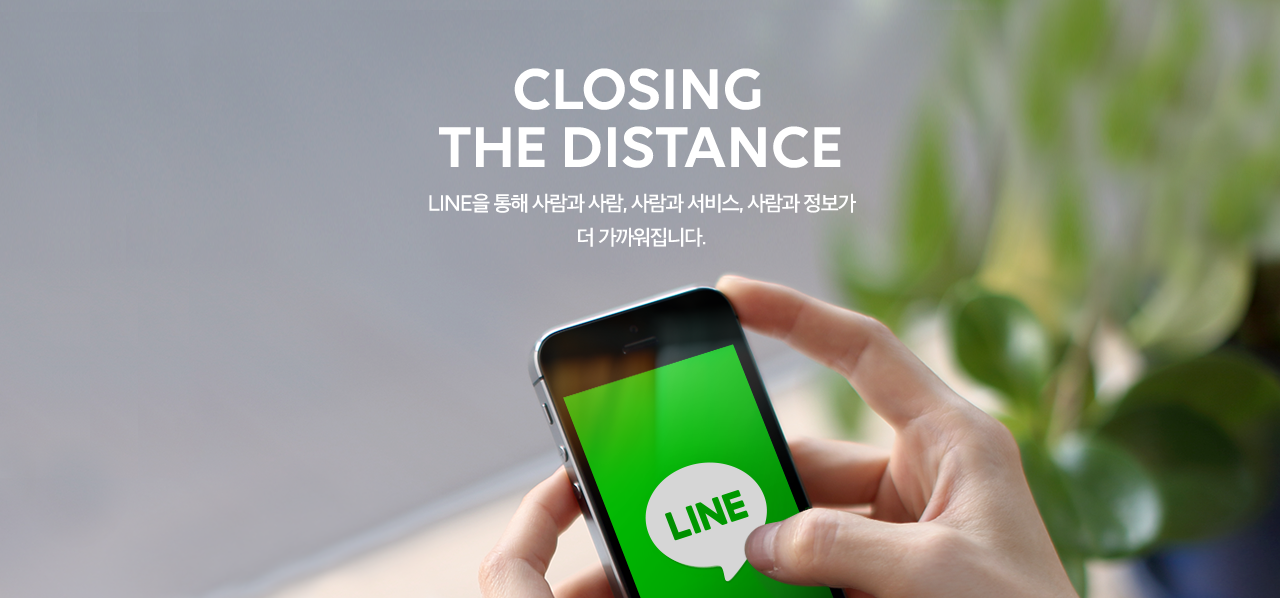 CLOSING
THE DISTANCE
LINE을 통해 사람과 사람, 사람과 서비스, 사람과 정보가
더 가까워집니다.
LINE